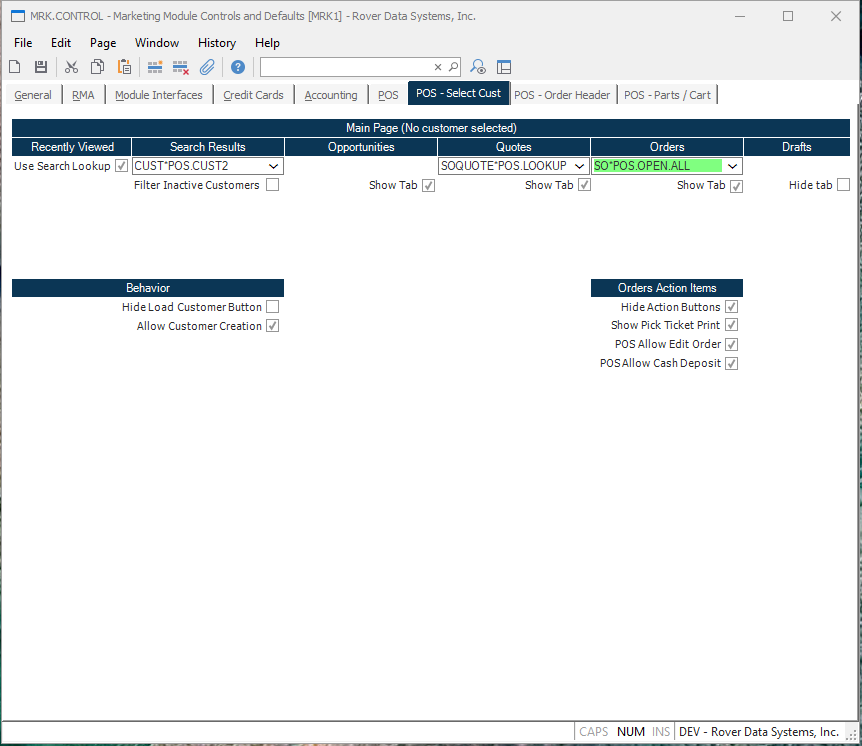 MRK.CONTROL - Marketing Module Controls and Defaults [MRK1] - Rover Data Systems, Inc.
File Edit Page Window History Help
General RMA Module Interfaces Credit Cards Accounting POS POS - Select Cust POS - Order Header POS - Parts / Cart
Main Page (No customer selected)
Recently Viewed Search Results Opportunities Quotes Orders Drafts
Use Search Lookup CUST*POS.CUST2 SOQUOTE*POS.LOOKUP SO*POS.OPEN.ALL
Filter Inactive Customers Show Tab Show Tab Show Tab Hide tab
Behavior Orders Action Items
Hide Load Customer Button Hide Action Buttons
Allow Customer Creation Show Pick Ticket Print
POS Allow Edit Order
POS Allow Cash Deposit
CAPS NUM INS DEV - Rover Data Systems, Inc.